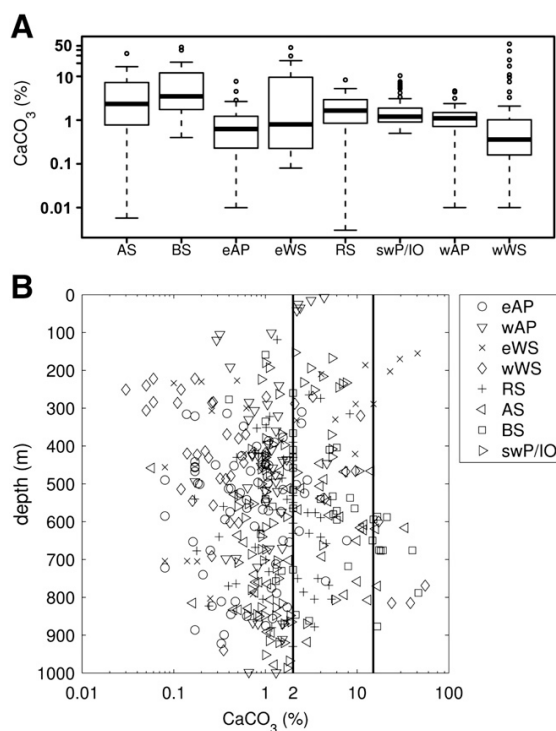 A
CaCO3 (%)
50
10
1
0.1
0.01
AS BS eAP eWS RS swP/IO wAP wWS
B
depth (m)
0
100
200
300
400
500
600
700
800
900
1000
0.01 0.1 1 2 10 100
CaCO3 (%)
eAP
wAP
eWS
wWS
RS
AS
BS
swP/IO